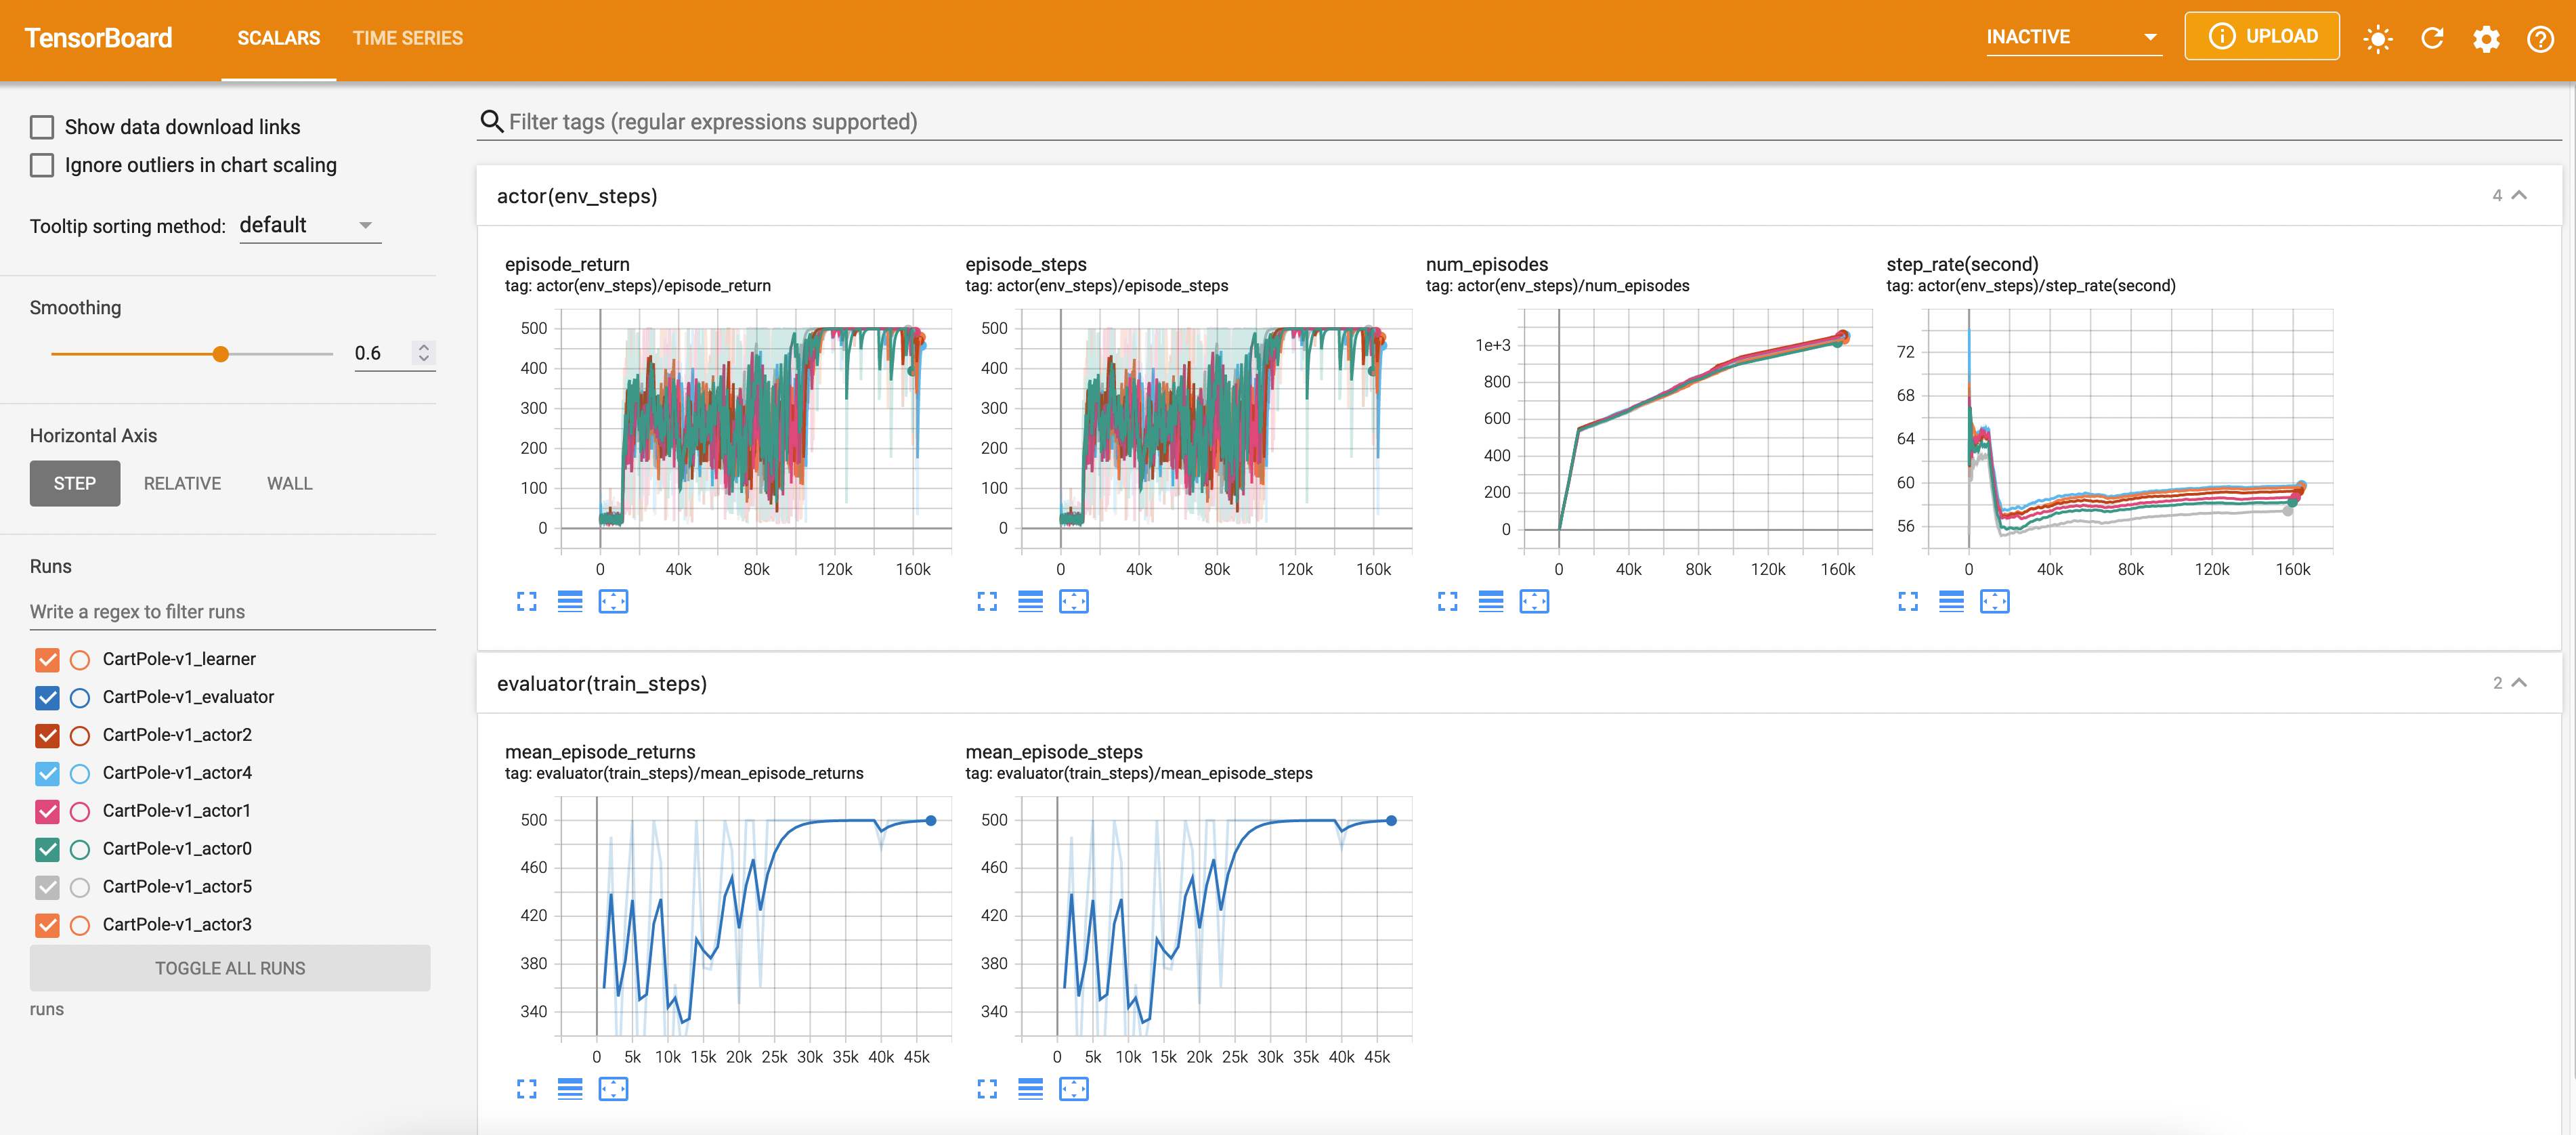 TensorBoard
SCALARS
TIME SERIES
INACTIVE
UPLOAD
Show data download links
Ignore outliers in chart scaling
Tooltip sorting method: default
Smoothing
0.6
Horizontal Axis
STEP
RELATIVE
WALL
Runs
Write a regex to filter runs
CartPole-v1_learner
CartPole-v1_evaluator
CartPole-v1_actor2
CartPole-v1_actor4
CartPole-v1_actor1
CartPole-v1_actor0
CartPole-v1_actor5
CartPole-v1_actor3
TOGGLE ALL RUNS
runs
Filter tags (regular expressions supported)
actor(env_steps)
4
episode_return
tag: actor(env_steps)/episode_return
500
400
300
200
100
0
0 40k 80k 120k 160k
episode_steps
tag: actor(env_steps)/episode_steps
500
400
300
200
100
0
0 40k 80k 120k 160k
num_episodes
tag: actor(env_steps)/num_episodes
1e+3
800
600
400
200
0
0 40k 80k 120k 160k
step_rate(second)
tag: actor(env_steps)/step_rate(second)
72
68
64
60
56
0 40k 80k 120k 160k
evaluator(train_steps)
2
mean_episode_returns
tag: evaluator(train_steps)/mean_episode_returns
500
460
420
380
340
0 5k 10k 15k 20k 25k 30k 35k 40k 45k
mean_episode_steps
tag: evaluator(train_steps)/mean_episode_steps
500
460
420
380
340
0 5k 10k 15k 20k 25k 30k 35k 40k 45k